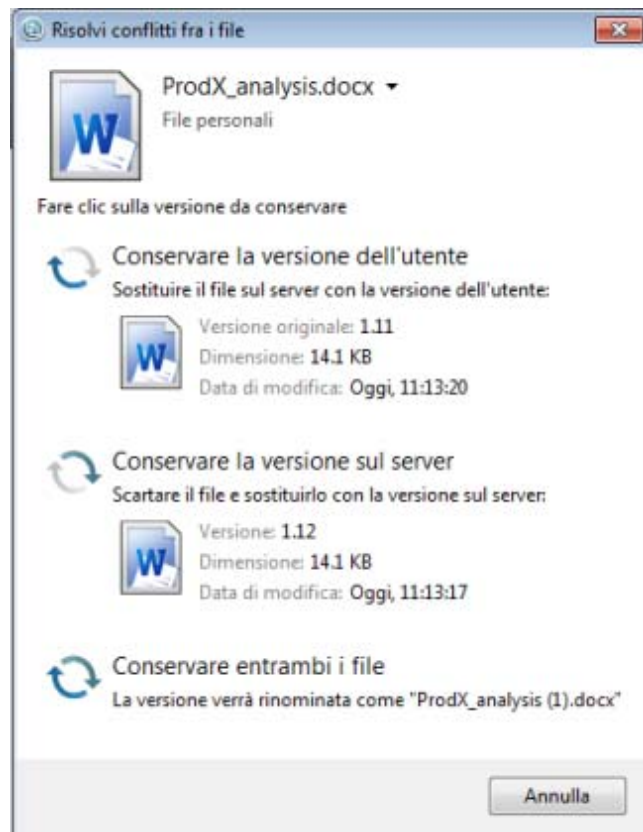 Risolvi conflitti fra i file
ProdX_analysis.docx
File personali
Fare clic sulla versione da conservare
Conservare la versione dell'utente
Sostituire il file sul server con la versione dell'utente:
Versione originale: 1.11
Dimensione: 14.1 KB
Data di modifica: Oggi, 11:13:20
Conservare la versione sul server
Scartare il file e sostituirlo con la versione sul server:
Versione: 1.12
Dimensione: 14.1 KB
Data di modifica: Oggi, 11:13:17
Conservare entrambi i file
La versione verrà rinominata come "ProdX_analysis (1).docx"
Annulla